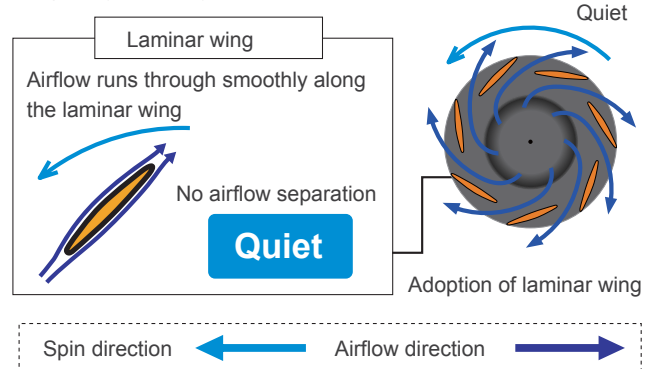 Quiet
Laminar wing
Airflow runs through smoothly along
the laminar wing
No airflow separation
Quiet
Adoption of laminar wing
Spin direction
Airflow direction